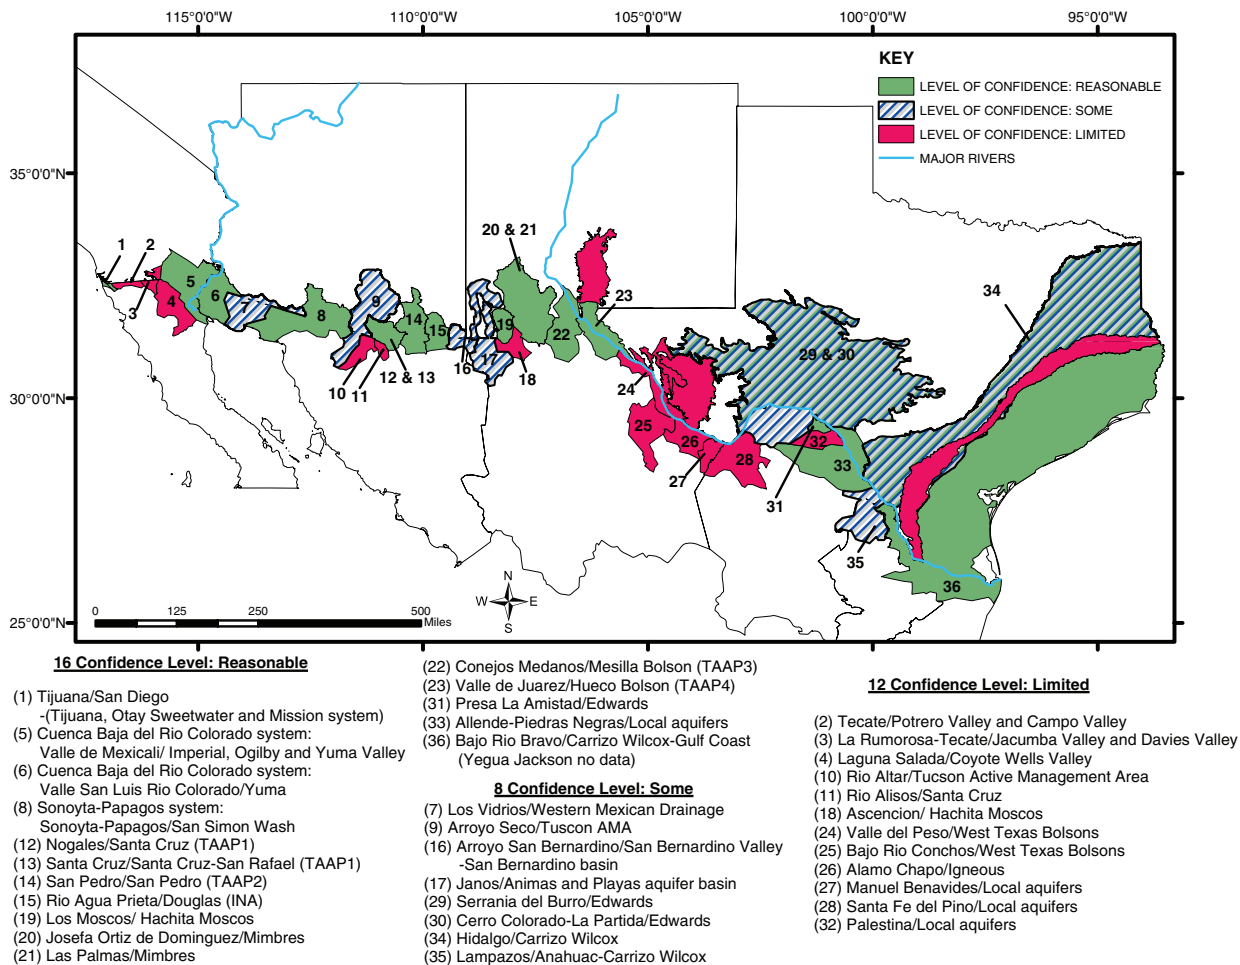 115°0'W
110°0'0"W
105°0'0"W
100°0'0"W
95°0'0"W
KEY
LEVEL OF CONFIDENCE: REASONABLE
LEVEL OF CONFIDENCE: SOME
LEVEL OF CONFIDENCE: LIMITED
MAJOR RIVERS
35°0'0"N
30°0'0"N
25°0'0"N
1
2
3
4
5
6
7
8
9
10
11
12 & 13
14
15
16
17
18
19
20 & 21
22
23
24
25
26
27
28
29 & 30
31
32
33
34
35
36
N
W
E
S
0
125
250
500
Miles
16 Confidence Level: Reasonable
(1) Tijuana/San Diego
-(Tijuana, Otay Sweetwater and Mission system)
(5) Cuenca Baja del Rio Colorado system:
Valle de Mexicali/ Imperial, Ogilby and Yuma Valley
(6) Cuenca Baja del Rio Colorado system:
Valle San Luis Rio Colorado/Yuma
(8) Sonoyta-Papagos system:
Sonoyta-Papagos/San Simon Wash
(12) Nogales/Santa Cruz (TAAP1)
(13) Santa Cruz/Santa Cruz-San Rafael (TAAP1)
(14) San Pedro/San Pedro (TAAP2)
(15) Rio Agua Prieta/Douglas (INA)
(19) Los Moscos/ Hachita Moscos
(20) Josefa Ortiz de Dominguez/Mimbres
(21) Las Palmas/Mimbres
(22) Conejos Medanos/Mesilla Bolson (TAAP3)
(23) Valle de Juarez/Hueco Bolson (TAAP4)
(31) Presa La Amistad/Edwards
(33) Allende-Piedras Negras/Local aquifers
(36) Bajo Rio Bravo/Carrizo Wilcox-Gulf Coast
(Yegua Jackson no data)
8 Confidence Level: Some
(7) Los Vidrios/Western Mexican Drainage
(9) Arroyo Seco/Tuscon AMA
(16) Arroyo San Bernardino/San Bernardino Valley
-San Bernardino basin
(17) Janos/Animas and Playas aquifer basin
(29) Serrania del Burro/Edwards
(30) Cerro Colorado-La Partida/Edwards
(34) Hidalgo/Carrizo Wilcox
(35) Lampazos/Anahuac-Carrizo Wilcox
12 Confidence Level: Limited
(2) Tecate/Potrero Valley and Campo Valley
(3) La Rumorosa-Tecate/Jacumba Valley and Davies Valley
(4) Laguna Salada/Coyote Wells Valley
(10) Rio Altar/Tucson Active Management Area
(11) Rio Alisos/Santa Cruz
(18) Ascencion/ Hachita Moscos
(24) Valle del Peso/West Texas Bolsons
(25) Bajo Rio Conchos/West Texas Bolsons
(26) Alamo Chapo/Igneous
(27) Manuel Benavides/Local aquifers
(28) Santa Fe del Pino/Local aquifers
(32) Palestina/Local aquifers